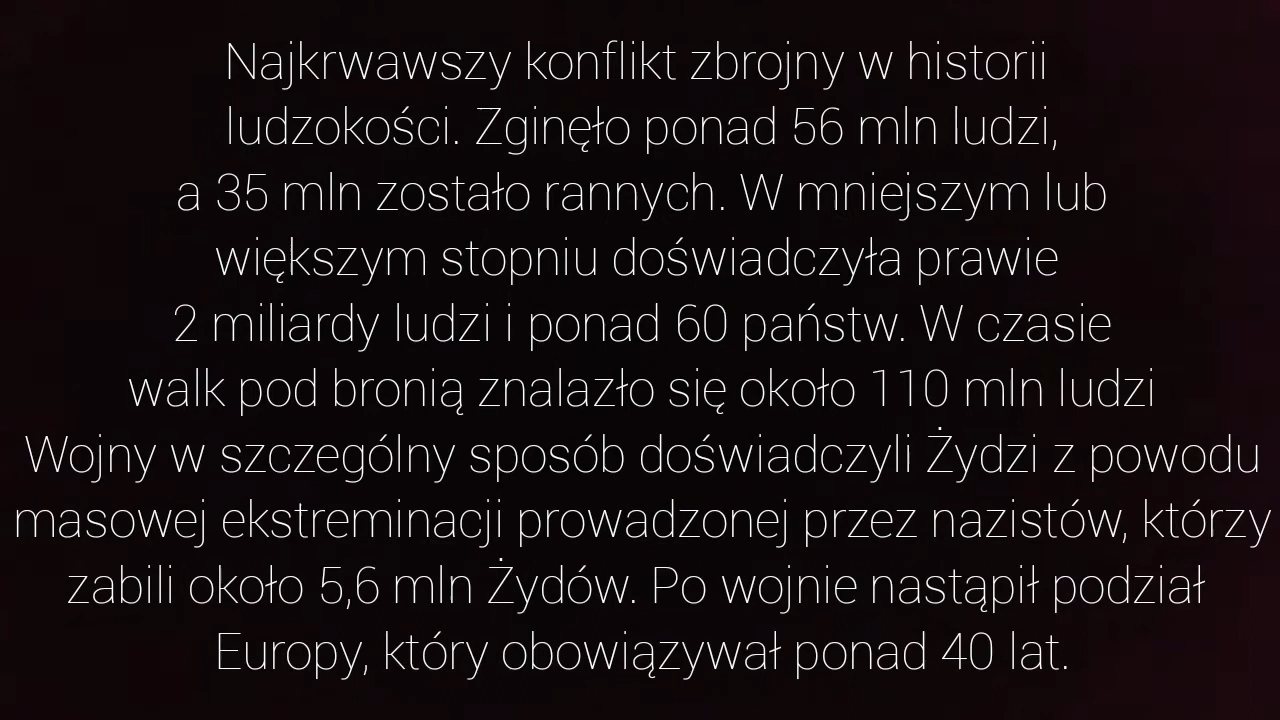 Najkrwawszy konflikt zbrojny w historii
ludzokości. Zginęło ponad 56 mln ludzi,
a 35 mln zostało rannych. W mniejszym lub
większym stopniu doświadczyła prawie
2 miliardy ludzi i ponad 60 państw. W czasie
walk pod bronią znalazło się około 110 mln ludzi
Wojny w szczególny sposób doświadczyli Żydzi z powodu
masowej ekstreminacji prowadzonej przez nazistów, którzy
zabili około 5,6 mln Żydów. Po wojnie nastąpił podział
Europy, który obowiązywał ponad 40 lat.